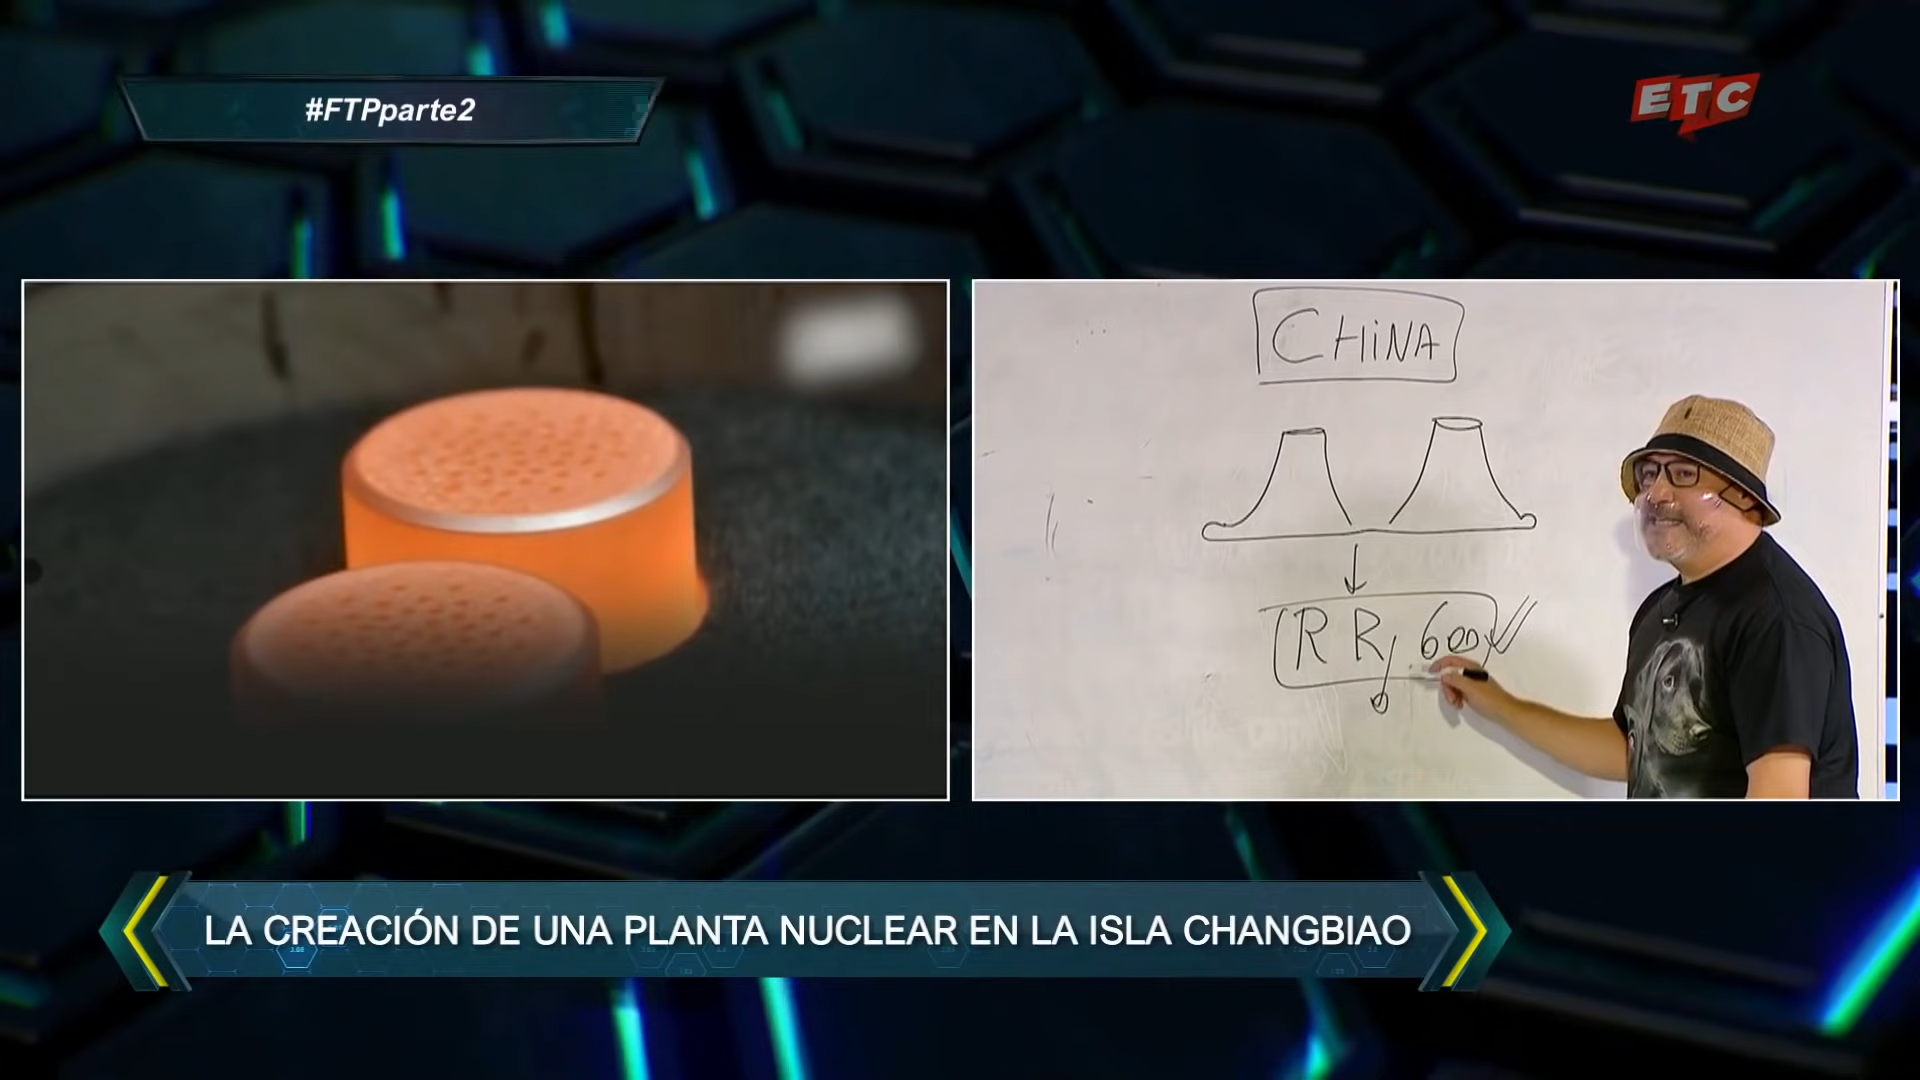 #FTPparte2
ETC
CHiNA
RR, 600
LA CREACIÓN DE UNA PLANTA NUCLEAR EN LA ISLA CHANGBIAO